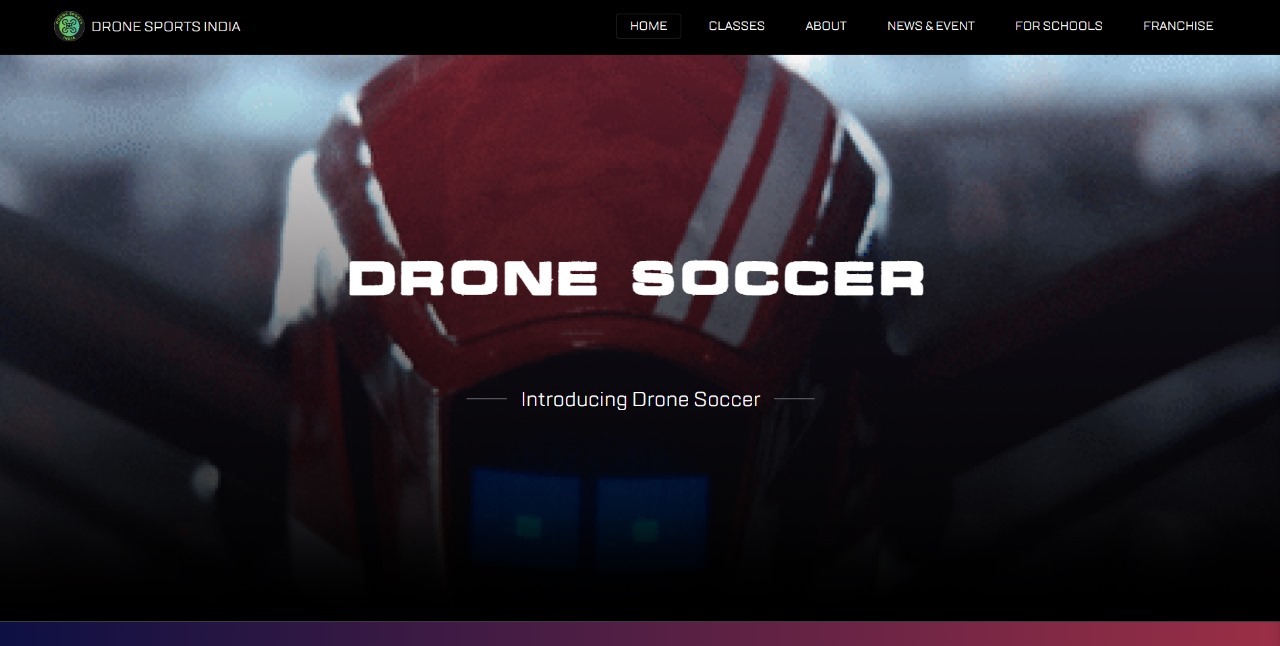 DRONE SPORTS INDIA
HOME
CLASSES
ABOUT
NEWS & EVENT
FOR SCHOOLS
FRANCHISE
DRONE SOCCER
Introducing Drone Soccer